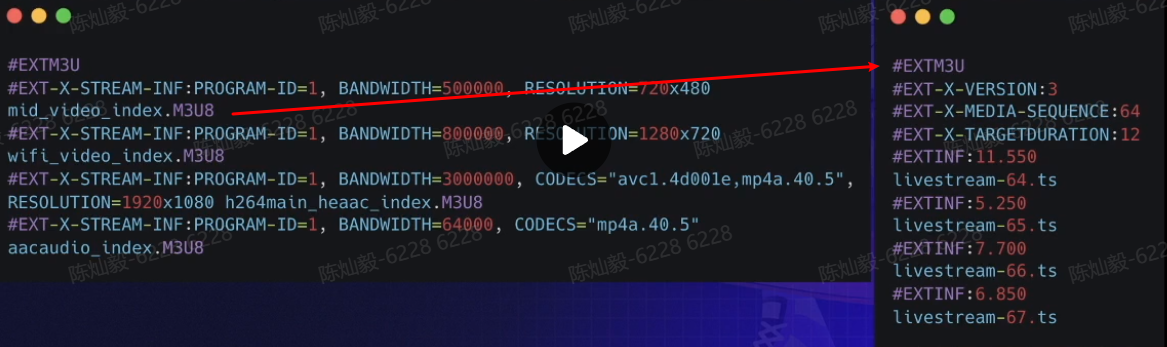 #EXTM3U
#EXT-X-STREAM-INF:PROGRAM-ID=1, BANDWIDTH=500000, RESOLUTION=720x480
mid_video_index.M3U8
#EXT-X-STREAM-INF:PROGRAM-ID=1, BANDWIDTH=800000, RESOLUTION=1280x720
wifi_video_index.M3U8
#EXT-X-STREAM-INF:PROGRAM-ID=1, BANDWIDTH=3000000, CODECS="avc1.4d001e,mp4a.40.5",
RESOLUTION=1920x1080 h264main_heaac_index.M3U8
#EXT-X-STREAM-INF:PROGRAM-ID=1, BANDWIDTH=64000, CODECS="mp4a.40.5"
aacaudio_index.M3U8
#EXTM3U
#EXT-X-VERSION:3
#EXT-X-MEDIA-SEQUENCE:64
#EXT-X-TARGETDURATION:12
#EXTINF:11.550
livestream-64.ts
#EXTINF:5.250
livestream-65.ts
#EXTINF:7.700
livestream-66.ts
#EXTINF:6.850
livestream-67.ts
陈灿毅-6228 6228